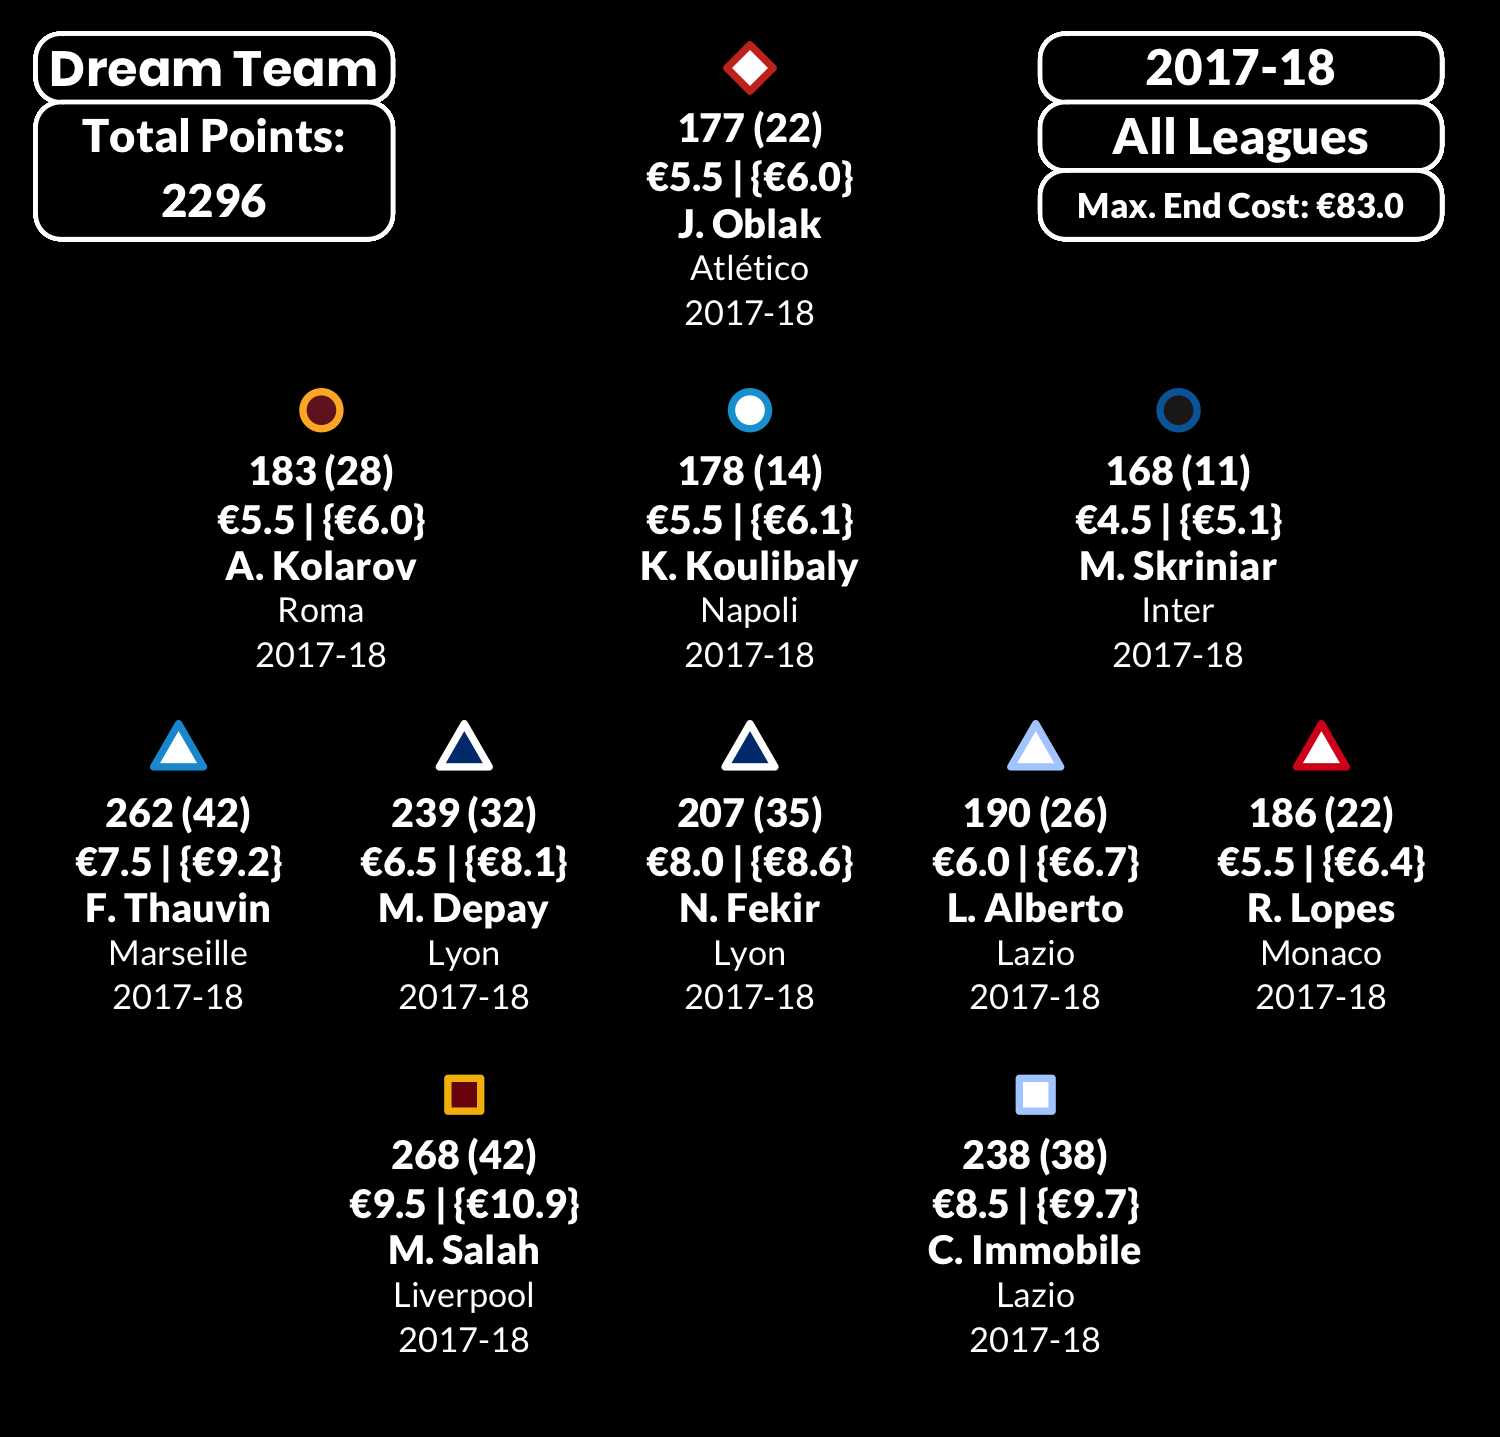 Dream Team
Total Points:
2296
2017-18
All Leagues
Max. End Cost: €83.0
177 (22)
€5.5 | {€6.0}
J. Oblak
Atlético
2017-18
183 (28)
€5.5 | {€6.0}
A. Kolarov
Roma
2017-18
178 (14)
€5.5 | {€6.1}
K. Koulibaly
Napoli
2017-18
168 (11)
€4.5 | {€5.1}
M. Skriniar
Inter
2017-18
262 (42)
€7.5 | {€9.2}
F. Thauvin
Marseille
2017-18
239 (32)
€6.5 | {€8.1}
M. Depay
Lyon
2017-18
207 (35)
€8.0 | {€8.6}
N. Fekir
Lyon
2017-18
190 (26)
€6.0 | {€6.7}
L. Alberto
Lazio
2017-18
186 (22)
€5.5 | {€6.4}
R. Lopes
Monaco
2017-18
268 (42)
€9.5 | {€10.9}
M. Salah
Liverpool
2017-18
238 (38)
€8.5 | {€9.7}
C. Immobile
Lazio
2017-18